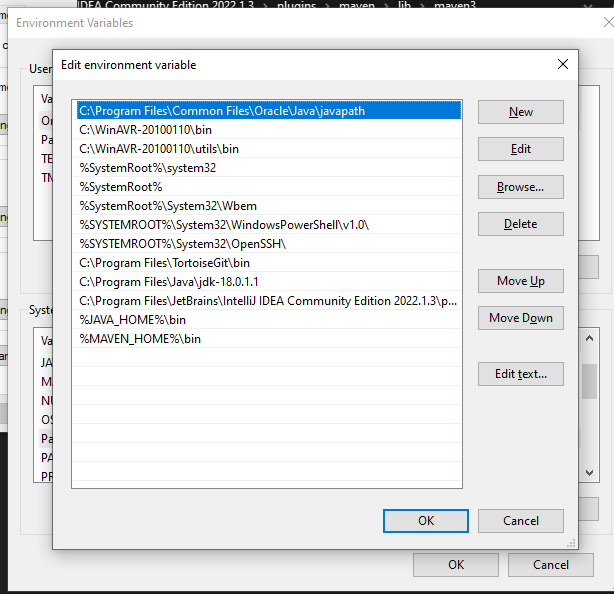 IDEA Community Edition 2022.1.3 > plugins > maven > lib > maven3
Environment Variables
Edit environment variable
User
Va
Pa
TE
C:\Program Files\Common Files\Oracle\Java\javapath
C:\WinAVR-20100110\bin
C:\WinAVR-20100110\utils\bin
%SystemRoot%\system32
%SystemRoot%
%SystemRoot%\System32\Wbem
%SYSTEMROOT%\System32\WindowsPowerShell\v1.0\
%SYSTEMROOT%\System32\OpenSSH\
C:\Program Files\TortoiseGit\bin
C:\Program Files\Java\jdk-18.0.1.1
C:\Program Files\JetBrains\IntelliJ IDEA Community Edition 2022.1.3\p...
%JAVA_HOME%\bin
%MAVEN_HOME%\bin
New
Edit
Browse...
Delete
Move Up
Move Down
Edit text...
Syste
Va
JA
M
OS
Pa
PA
PR
OK
Cancel
OK
Cancel